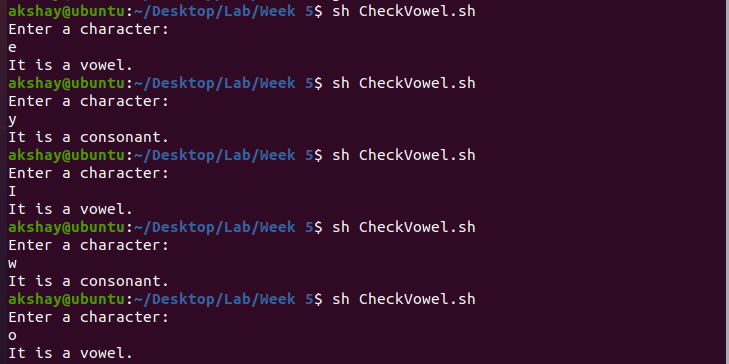 akshay@ubuntu:~/Desktop/Lab/Week 5$ sh CheckVowel.sh
Enter a character:
e
It is a vowel.
akshay@ubuntu:~/Desktop/Lab/Week 5$ sh CheckVowel.sh
Enter a character:
y
It is a consonant.
akshay@ubuntu:~/Desktop/Lab/Week 5$ sh CheckVowel.sh
Enter a character:
I
It is a vowel.
akshay@ubuntu:~/Desktop/Lab/Week 5$ sh CheckVowel.sh
Enter a character:
w
It is a consonant.
akshay@ubuntu:~/Desktop/Lab/Week 5$ sh CheckVowel.sh
Enter a character:
o
It is a vowel.